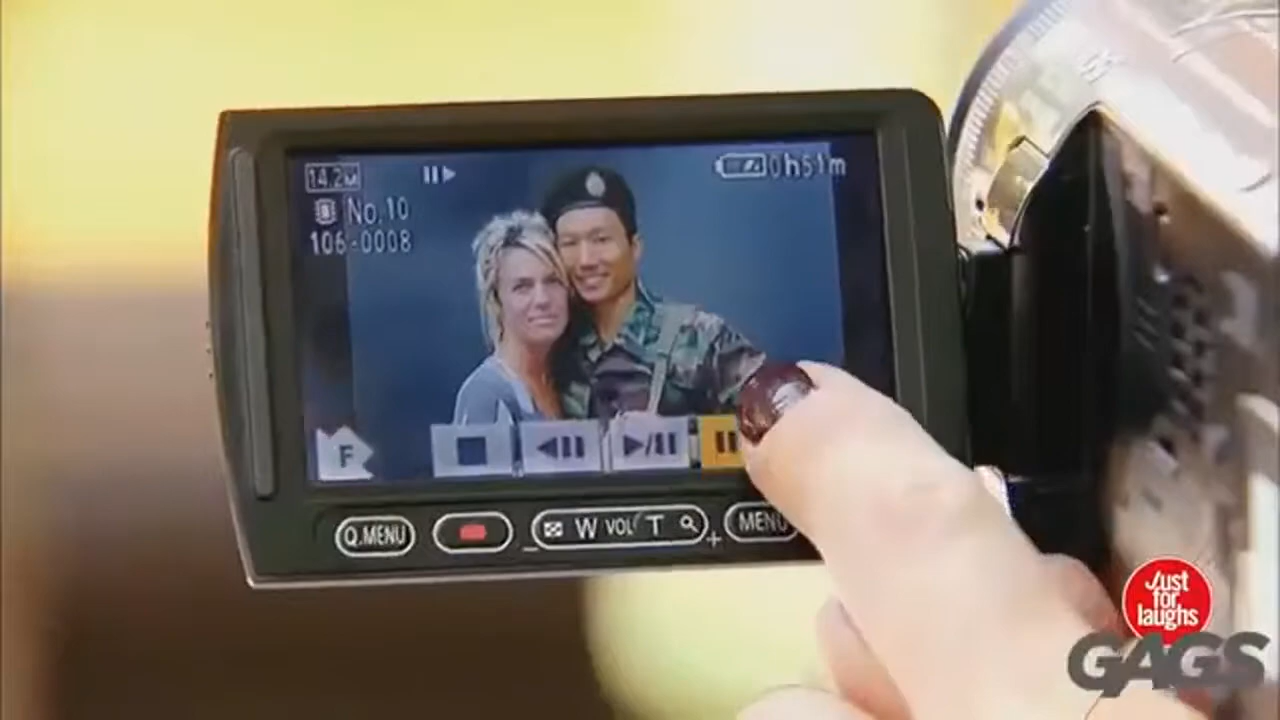 14.2M
0h51m
No.10
106-0008
F
Q.MENU
W VOL T
MENU
Just
for
laughs
GAGS